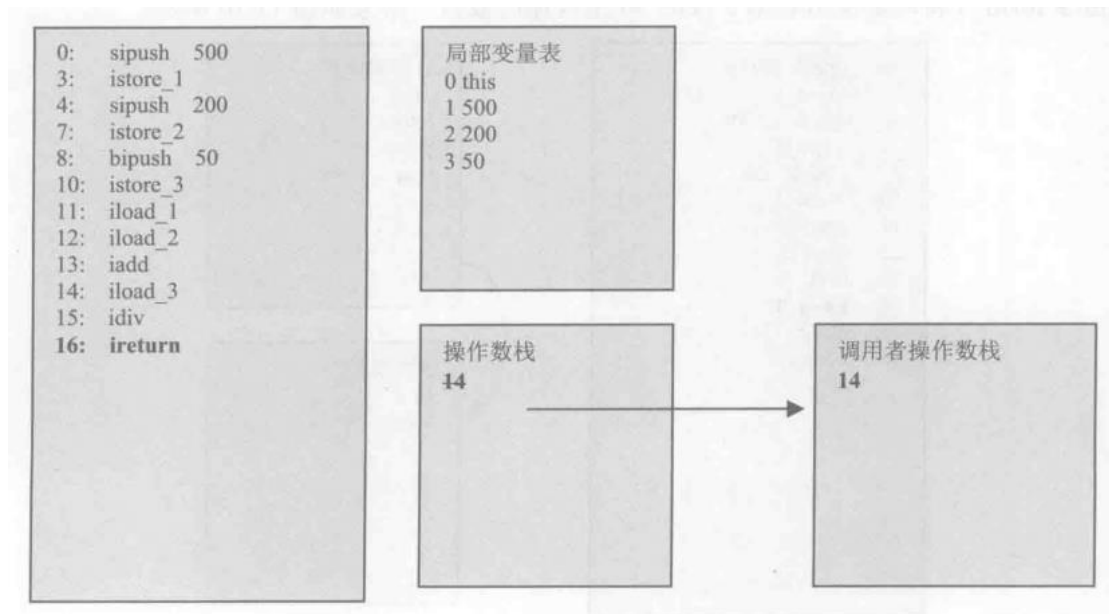 0: sipush 500
3: istore_1
4: sipush 200
7: istore_2
8: bipush 50
10: istore_3
11: iload_1
12: iload_2
13: iadd
14: iload_3
15: idiv
16: ireturn
局部变量表
0 this
1 500
2 200
3 50
操作数栈
14
调用者操作数栈
14